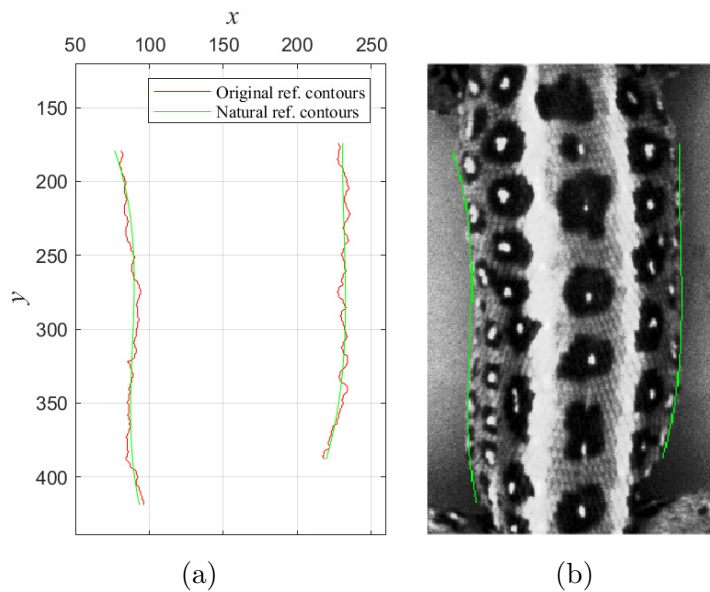 x
50 100 150 200 250
Original ref. contours
Natural ref. contours
150
200
250
300
350
400
y
(a) (b)